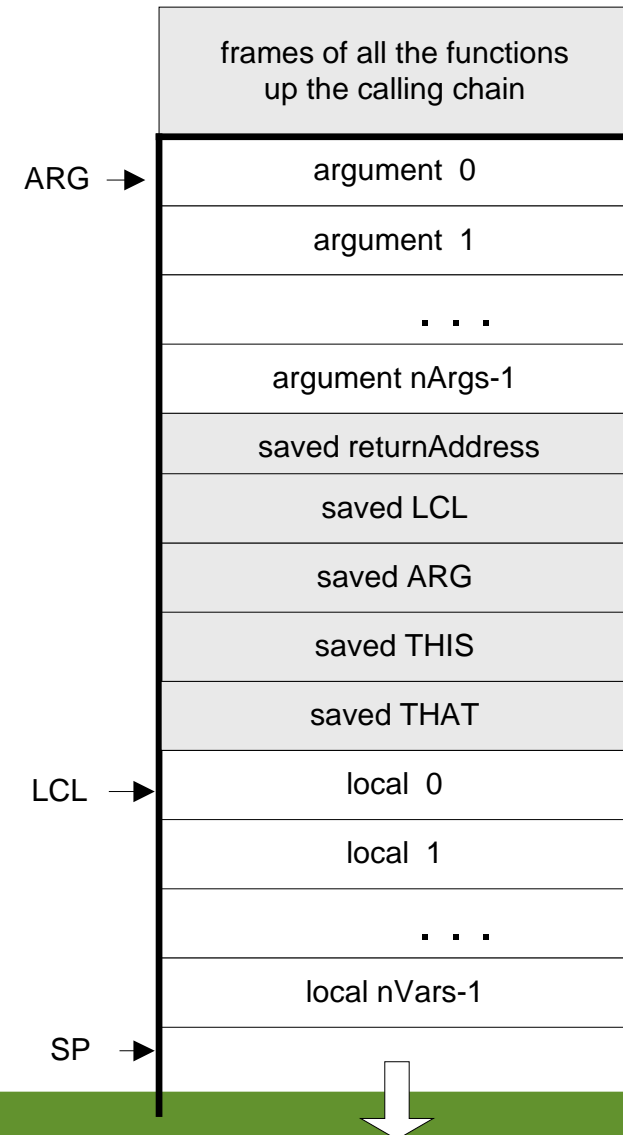 frames of all the functions
up the calling chain
ARG
argument 0
argument 1
. . .
argument nArgs-1
saved returnAddress
saved LCL
saved ARG
saved THIS
saved THAT
LCL
local 0
local 1
. . .
local nVars-1
SP